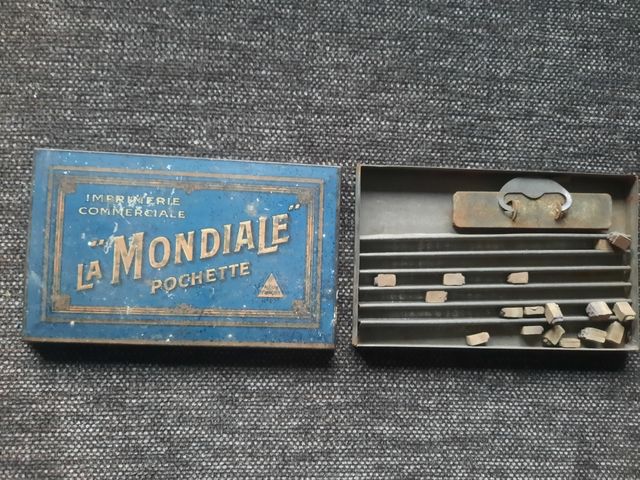 IMPRIMERIE
COMMERCIALE
"LA MONDIALE"
POCHETTE